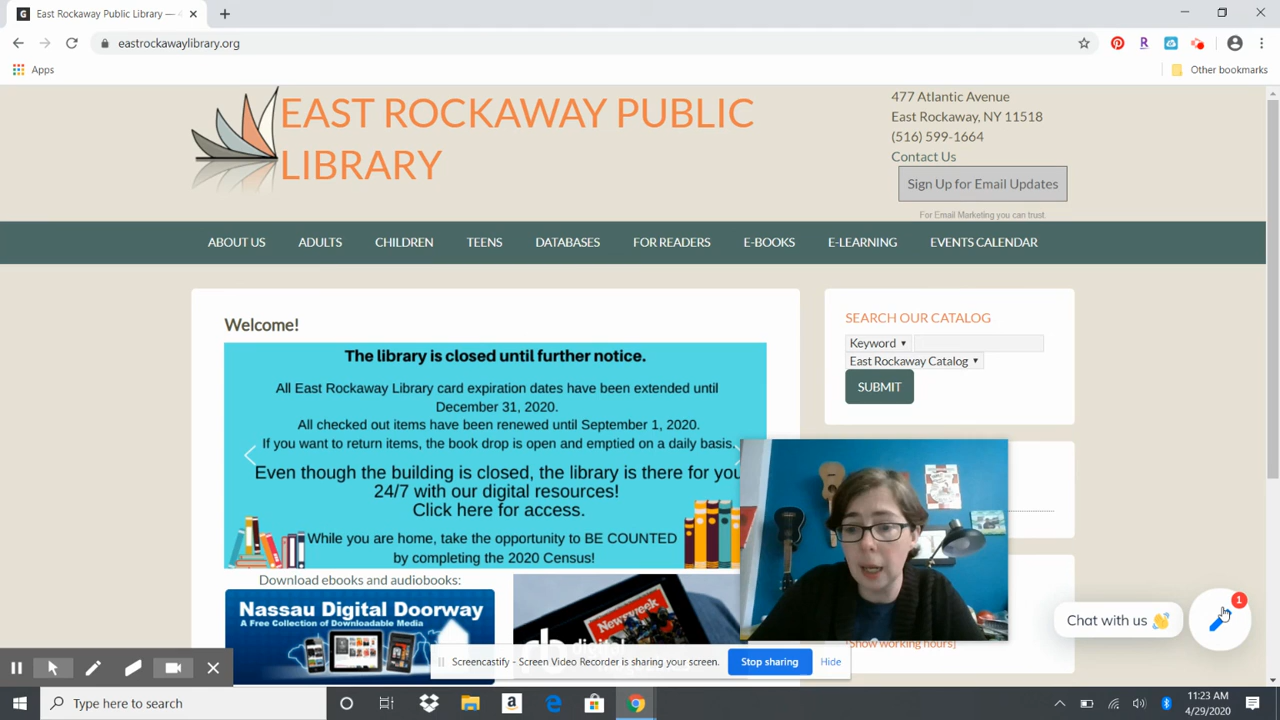 East Rockaway Public Library —
eastrockawaylibrary.org
Apps
Other bookmarks
EAST ROCKAWAY PUBLIC
LIBRARY
477 Atlantic Avenue
East Rockaway, NY 11518
(516) 599-1664
Contact Us
Sign Up for Email Updates
For Email Marketing you can trust
ABOUT US ADULTS CHILDREN TEENS DATABASES FOR READERS E-BOOKS E-LEARNING EVENTS CALENDAR
Welcome!
The library is closed until further notice.
All East Rockaway Library card expiration dates have been extended until
December 31, 2020.
All checked out items have been renewed until September 1, 2020.
If you want to return items, the book drop is open and emptied on a daily basis.
Even though the building is closed, the library is there for you
24/7 with our digital resources!
Click here for access.
While you are home, take the opportunity to BE COUNTED
by completing the 2020 Census!
SEARCH OUR CATALOG
Keyword
East Rockaway Catalog
SUBMIT
Download ebooks and audiobooks:
Nassau Digital Doorway
A Free Collection of Downloadable Media
Newsweek
digital
Chat with us
1
[Show working hours]
Screencastify - Screen Video Recorder is sharing your screen.
Stop sharing
Hide
Type here to search
11:23 AM
4/29/2020